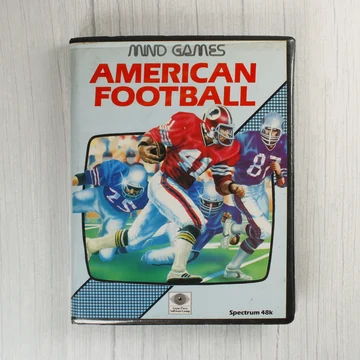 MIND GAMES
AMERICAN
FOOTBALL
41
87
75
Spectrum 48k